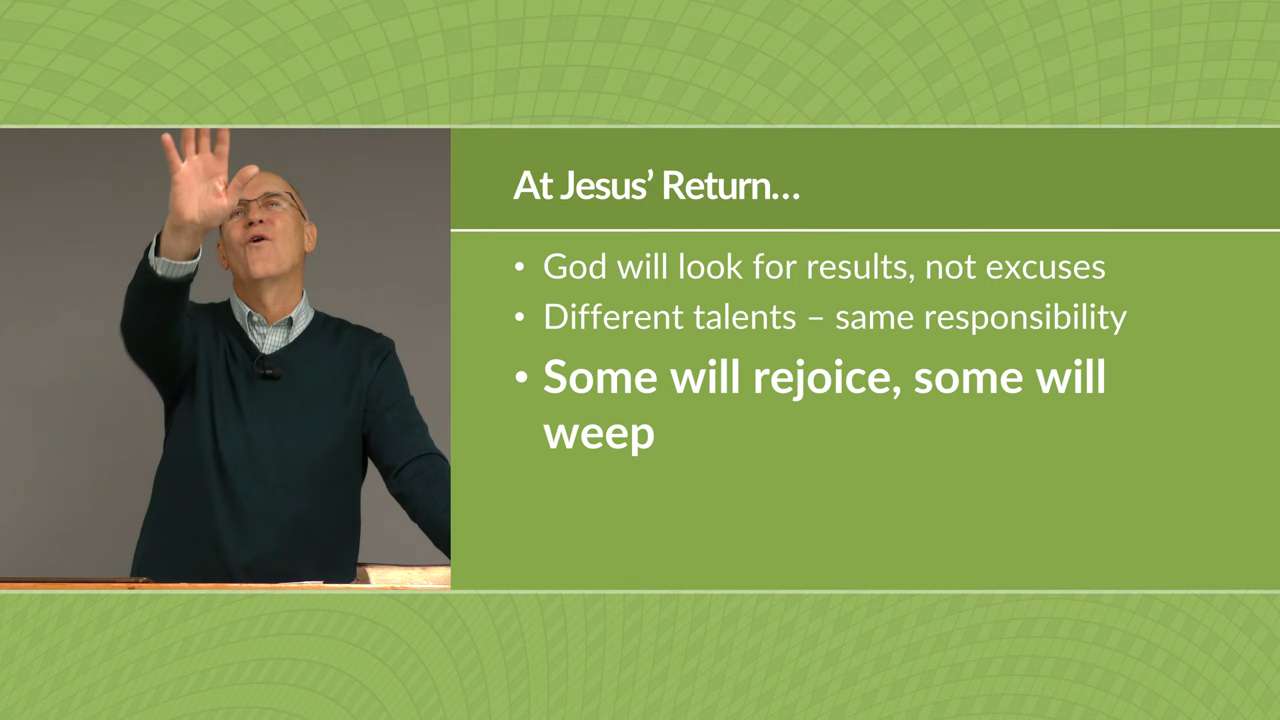 At Jesus’ Return…
• God will look for results, not excuses
• Different talents – same responsibility
• Some will rejoice, some will
weep